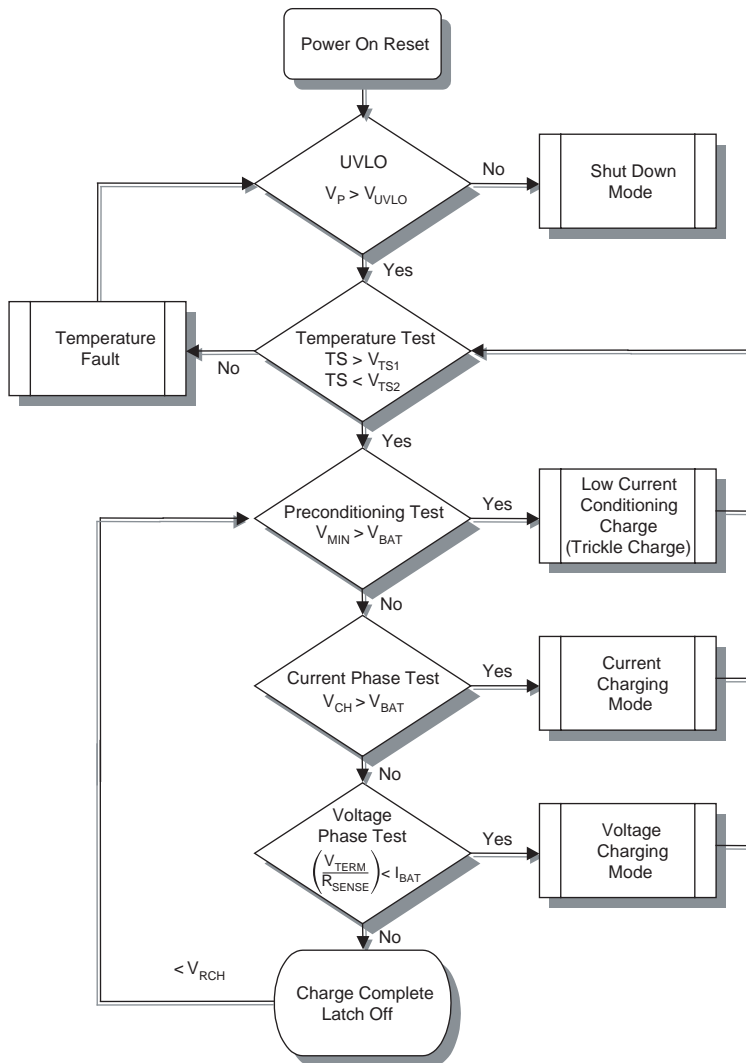 Power On Reset
UVLO
V_P > V_UVLO
No
Shut Down
Mode
Yes
Temperature
Fault
No
Temperature Test
TS > V_TS1
TS < V_TS2
Yes
Preconditioning Test
V_MIN > V_BAT
Yes
Low Current
Conditioning
Charge
(Trickle Charge)
No
Current Phase Test
V_CH > V_BAT
Yes
Current
Charging
Mode
No
Voltage
Phase Test
(V_TERM / R_SENSE) < I_BAT
Yes
Voltage
Charging
Mode
No
< V_RCH
Charge Complete
Latch Off